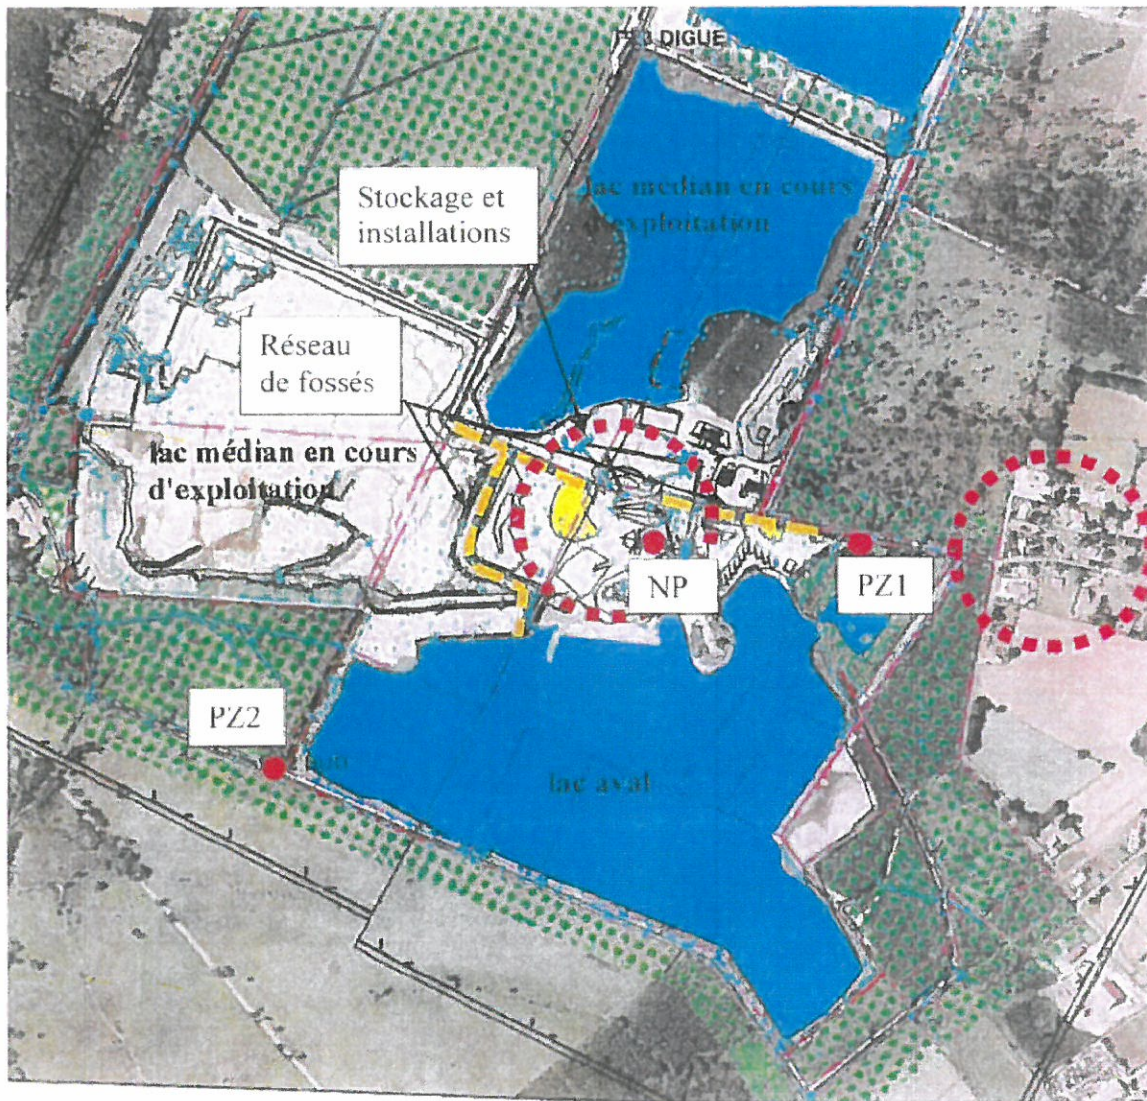 DIGUE
lac médian en cours
d'exploitation
Stockage et
installations
Réseau
de fossés
lac médian en cours
d'exploitation
NP
PZ1
PZ2
lac aval